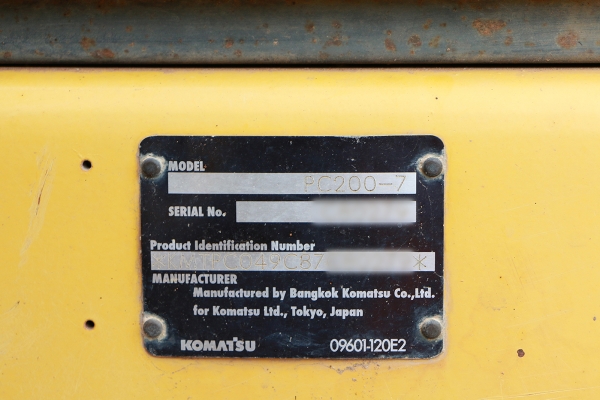 MODEL
PC200-7
SERIAL No.
Product Identification Number
*
MANUFACTURER
Manufactured by Bangkok Komatsu Co.,Ltd.
for Komatsu Ltd., Tokyo, Japan
KOMATSU 09601-120E2